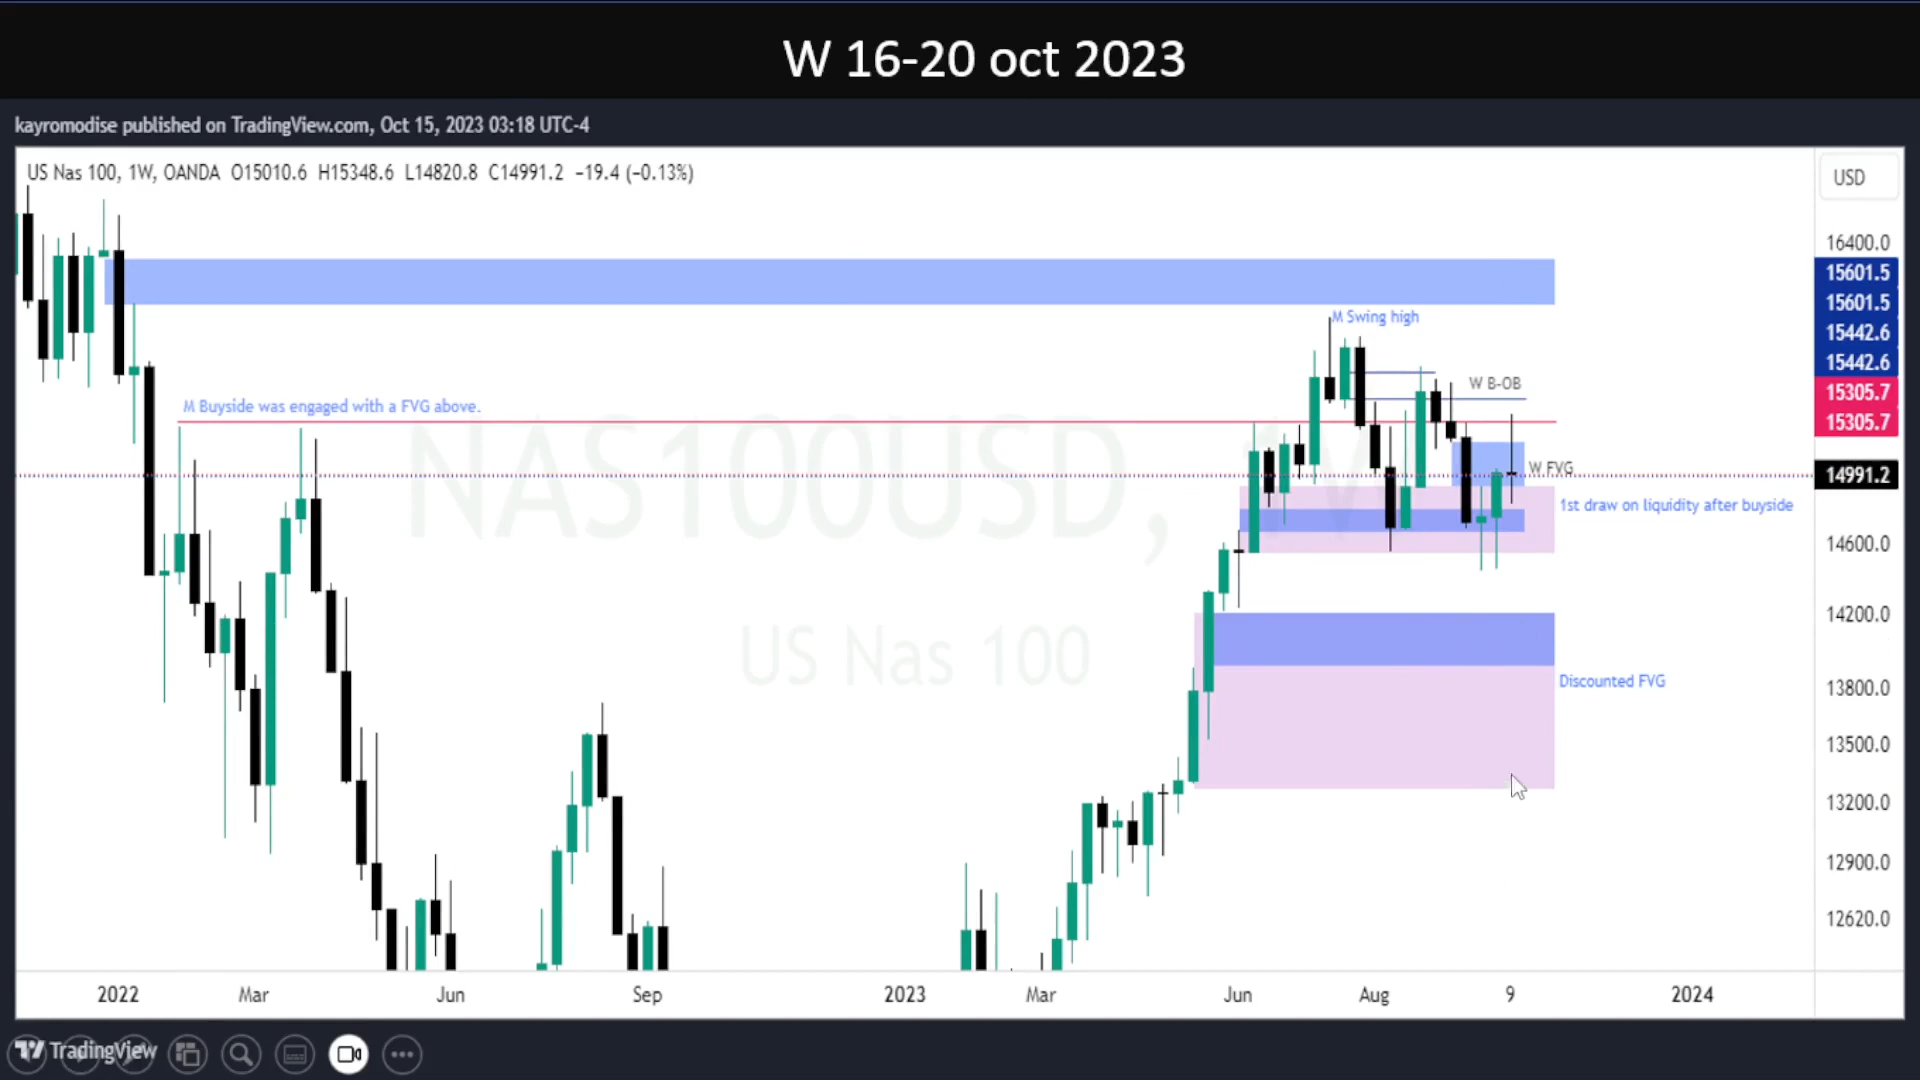 W 16-20 oct 2023
kayromodise published on TradingView.com, Oct 15, 2023 03:18 UTC-4
US Nas 100, 1W, OANDA O15010.6 H15348.6 L14820.8 C14991.2 −19.4 (−0.13%)
USD
16400.0
15601.5
15601.5
M Swing high
15442.6
15442.6
W B-OB
15305.7
M Buyside was engaged with a FVG above.
15305.7
NAS100USD, 1W
W FVG
14991.2
1st draw on liquidity after buyside
14600.0
14200.0
US Nas 100
Discounted FVG
13800.0
13500.0
13200.0
12900.0
12620.0
2022 Mar Jun Sep 2023 Mar Jun Aug 9 2024
TradingView